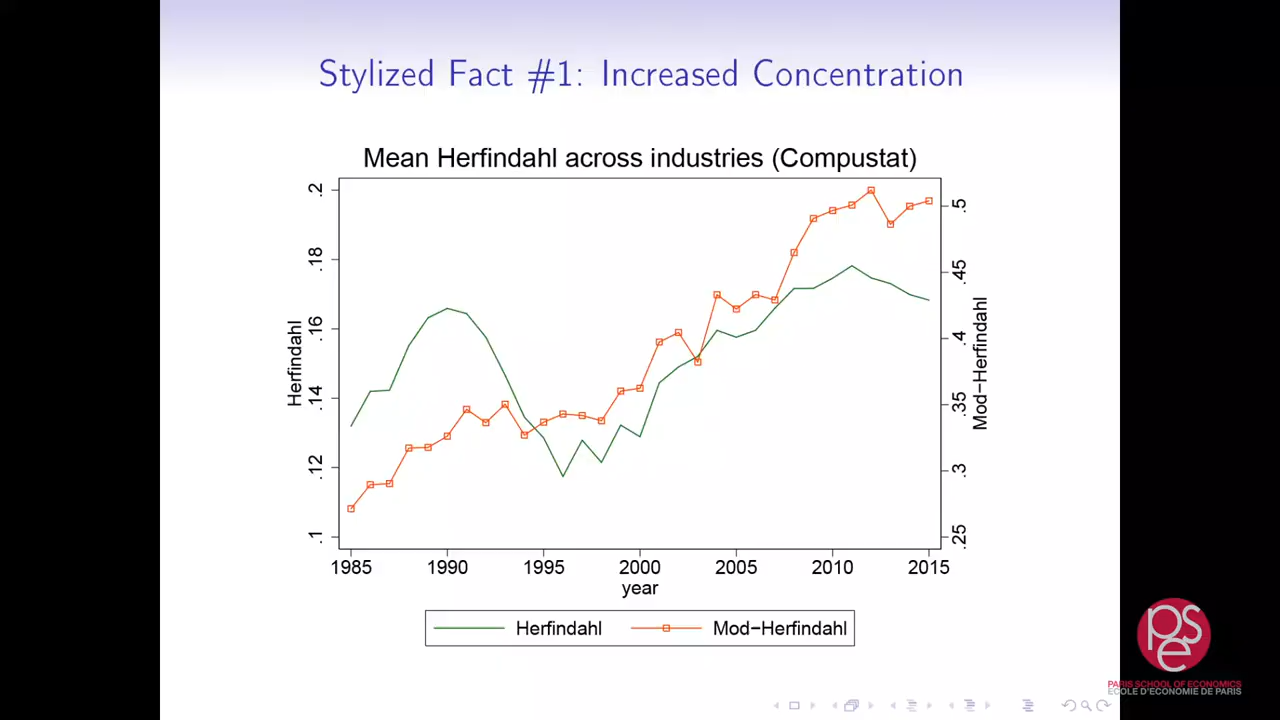 Stylized Fact #1: Increased Concentration
Mean Herfindahl across industries (Compustat)
.2
.18
.16
.14
.12
.1
Herfindahl
.5
.45
.4
.35
.3
.25
Mod−Herfindahl
1985 1990 1995 2000 2005 2010 2015
year
Herfindahl Mod−Herfindahl
pse
PARIS SCHOOL OF ECONOMICS
ECOLE D'ECONOMIE DE PARIS